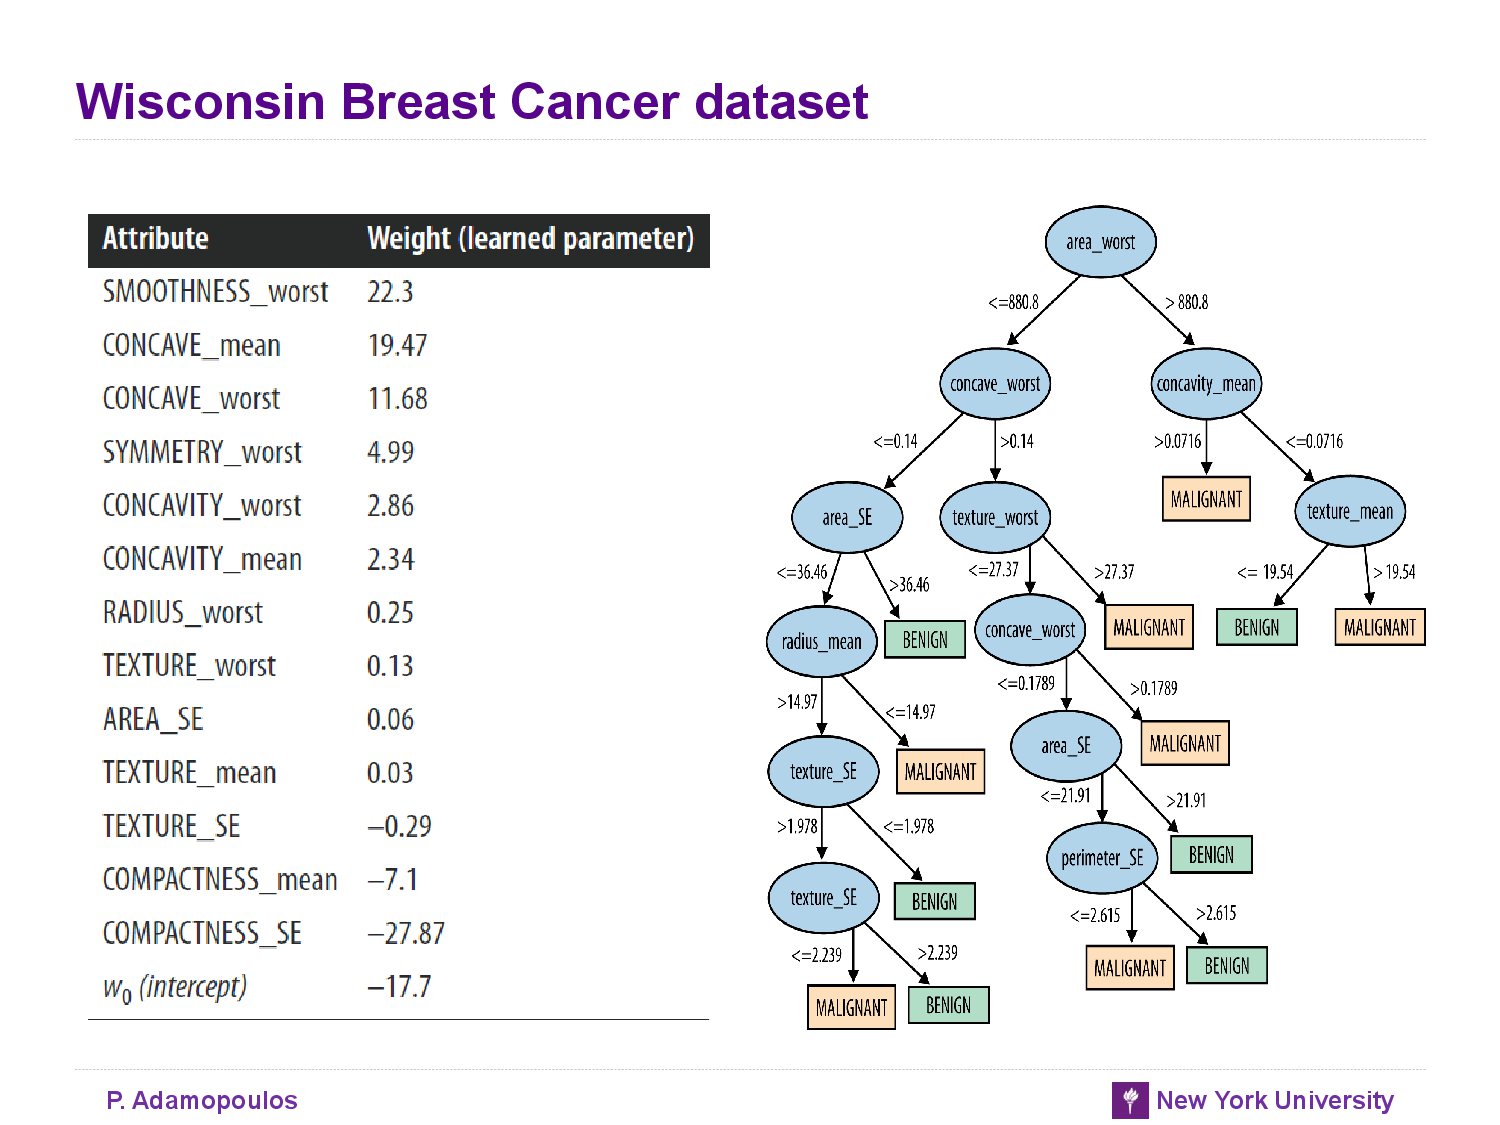 Wisconsin Breast Cancer dataset
Attribute Weight (learned parameter)
SMOOTHNESS_worst 22.3
CONCAVE_mean 19.47
CONCAVE_worst 11.68
SYMMETRY_worst 4.99
CONCAVITY_worst 2.86
CONCAVITY_mean 2.34
RADIUS_worst 0.25
TEXTURE_worst 0.13
AREA_SE 0.06
TEXTURE_mean 0.03
TEXTURE_SE –0.29
COMPACTNESS_mean –7.1
COMPACTNESS_SE –27.87
w0 (intercept) –17.7
area_worst
<=880.8 > 880.8
concave_worst concavity_mean
<=0.14 >0.14 >0.0716 <=0.0716
MALIGNANT
area_SE texture_worst texture_mean
<=36.46 >36.46 <=27.37 >27.37 <= 19.54 > 19.54
radius_mean BENIGN concave_worst MALIGNANT BENIGN MALIGNANT
>14.97 <=14.97 <=0.1789 >0.1789
texture_SE MALIGNANT area_SE MALIGNANT
>1.978 <=1.978 <=21.91 >21.91
perimeter_SE BENIGN
texture_SE BENIGN
<=2.615 >2.615
<=2.239 >2.239
MALIGNANT BENIGN
MALIGNANT BENIGN
P. Adamopoulos New York University